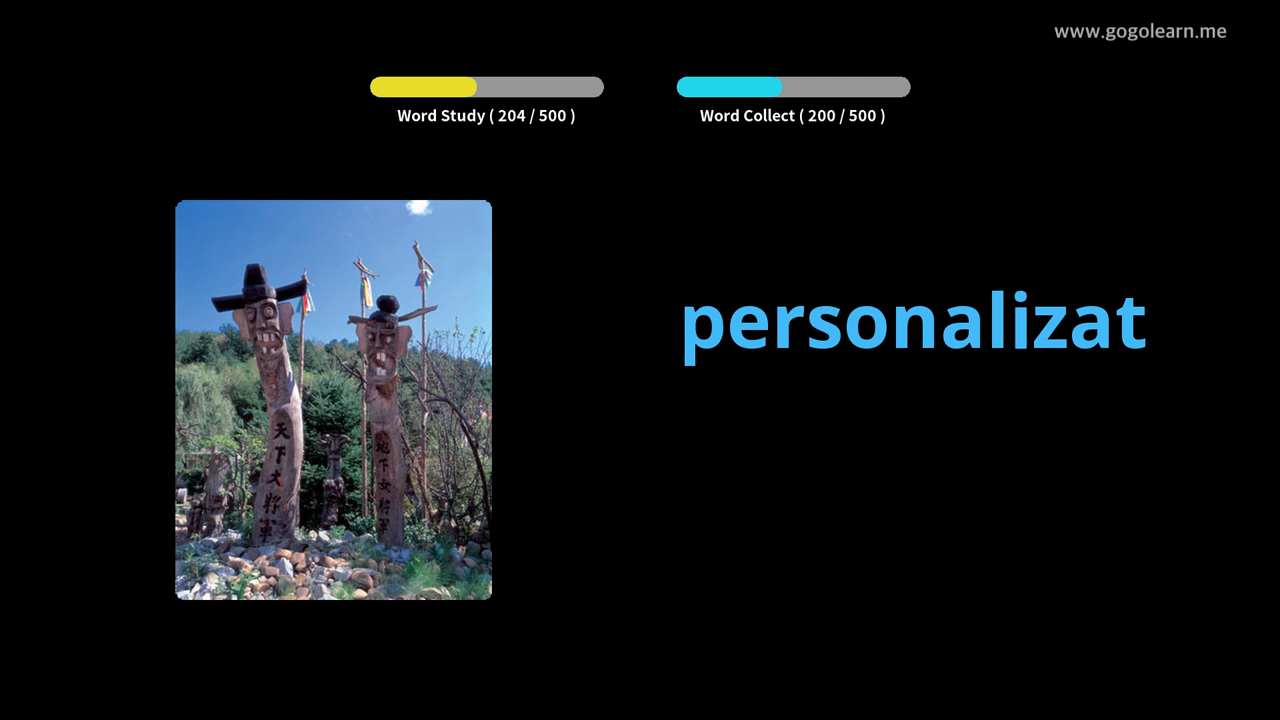 www.gogolearn.me
Word Study ( 204 / 500 )
Word Collect ( 200 / 500 )
personalizat
天下大將軍
地下女將軍